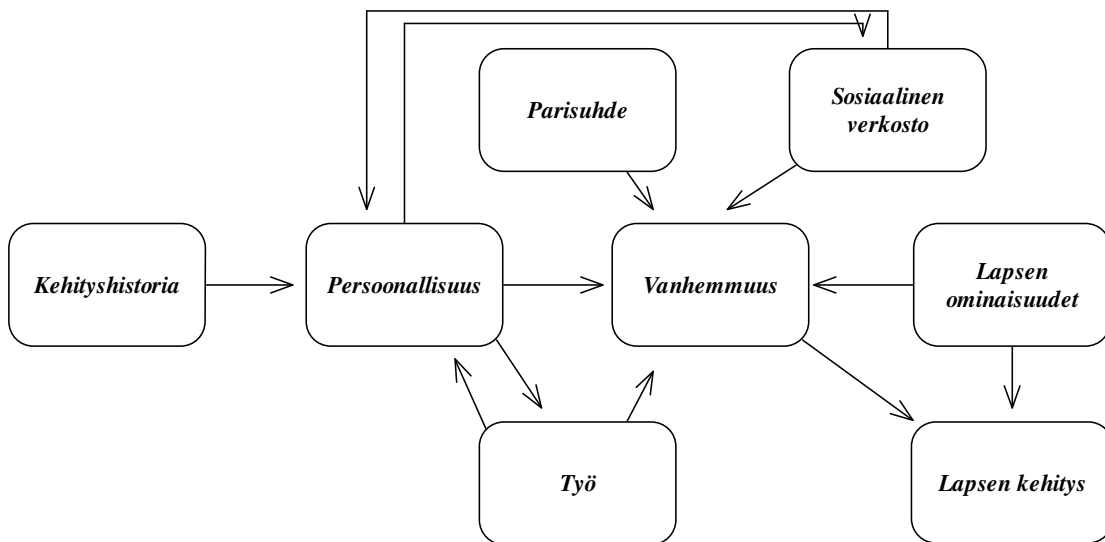 Parisuhde
Sosiaalinen
verkosto
Kehityshistoria
Persoonallisuus
Vanhemmuus
Lapsen
ominaisuudet
Työ
Lapsen kehitys